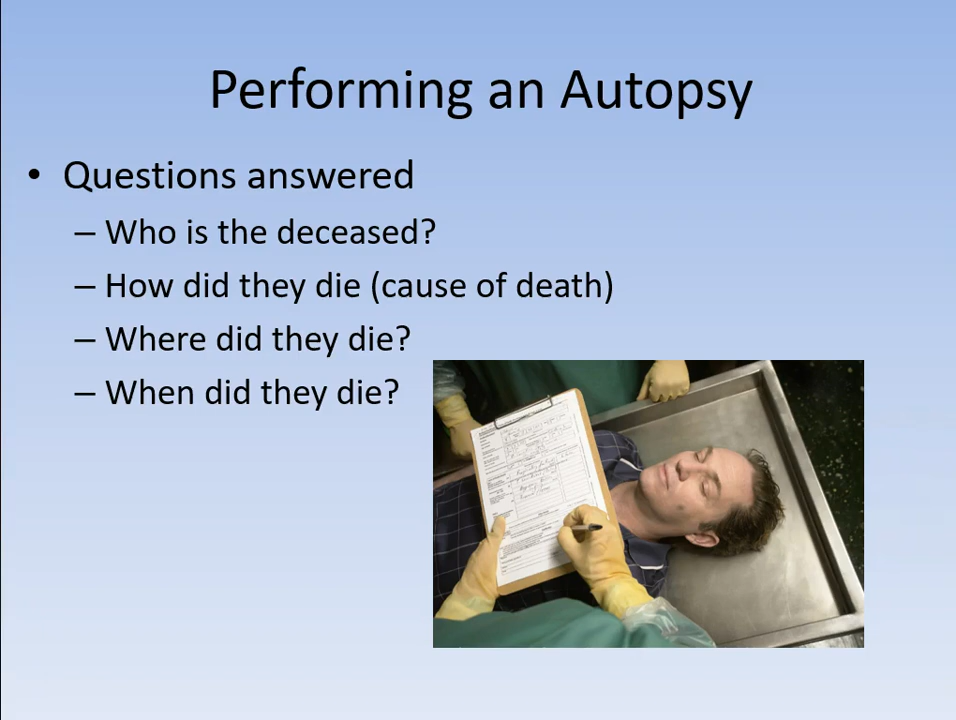 Performing an Autopsy
• Questions answered
– Who is the deceased?
– How did they die (cause of death)
– Where did they die?
– When did they die?